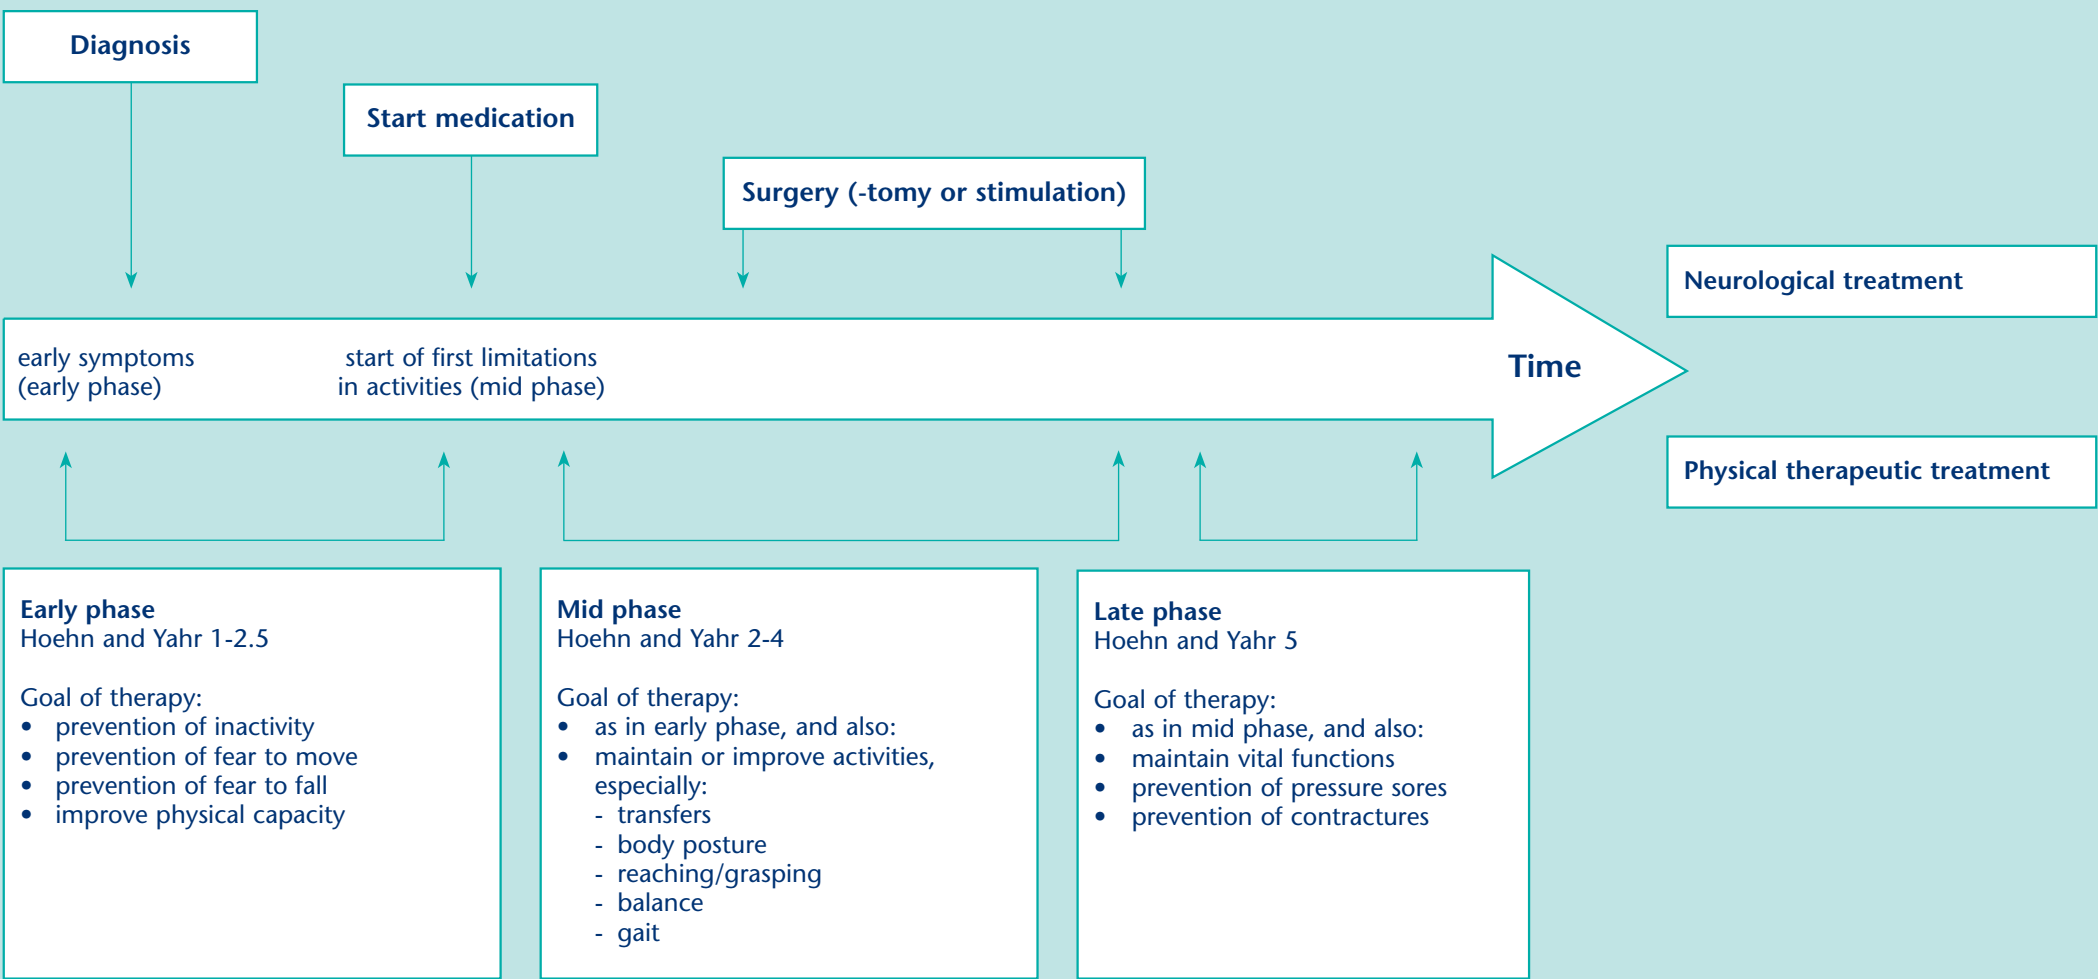 Diagnosis
Start medication
Surgery (-tomy or stimulation)
Neurological treatment
early symptoms
(early phase)
start of first limitations
in activities (mid phase)
Time
Physical therapeutic treatment
Early phase
Hoehn and Yahr 1-2.5
Goal of therapy:
• prevention of inactivity
• prevention of fear to move
• prevention of fear to fall
• improve physical capacity
Mid phase
Hoehn and Yahr 2-4
Goal of therapy:
• as in early phase, and also:
• maintain or improve activities,
especially:
- transfers
- body posture
- reaching/grasping
- balance
- gait
Late phase
Hoehn and Yahr 5
Goal of therapy:
• as in mid phase, and also:
• maintain vital functions
• prevention of pressure sores
• prevention of contractures